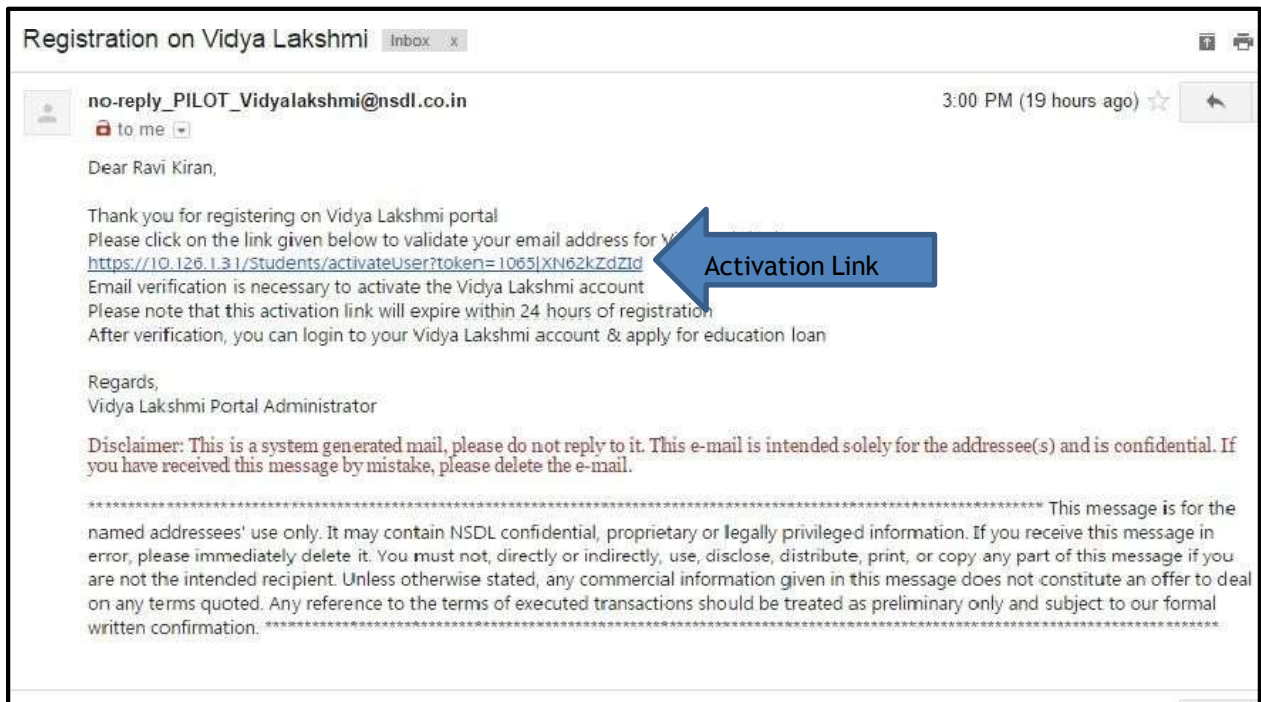 Registration on Vidya Lakshmi Inbox x
no-reply_PILOT_Vidyalakshmi@nsdl.co.in 3:00 PM (19 hours ago)
to me
Dear Ravi Kiran,
Thank you for registering on Vidya Lakshmi portal
Please click on the link given below to validate your email address for
https://10.126.1.31/Students/activateUser?token=1065|XN62kZdZId
Activation Link
Email verification is necessary to activate the Vidya Lakshmi account
Please note that this activation link will expire within 24 hours of registration
After verification, you can login to your Vidya Lakshmi account & apply for education loan
Regards,
Vidya Lakshmi Portal Administrator
Disclaimer: This is a system generated mail, please do not reply to it. This e-mail is intended solely for the addressee(s) and is confidential. If
you have received this message by mistake, please delete the e-mail.
This message is for the
named addressees' use only. It may contain NSDL confidential, proprietary or legally privileged information. If you receive this message in
error, please immediately delete it. You must not, directly or indirectly, use, disclose, distribute, print, or copy any part of this message if you
are not the intended recipient. Unless otherwise stated, any commercial information given in this message does not constitute an offer to deal
on any terms quoted. Any reference to the terms of executed transactions should be treated as preliminary only and subject to our formal
written confirmation.